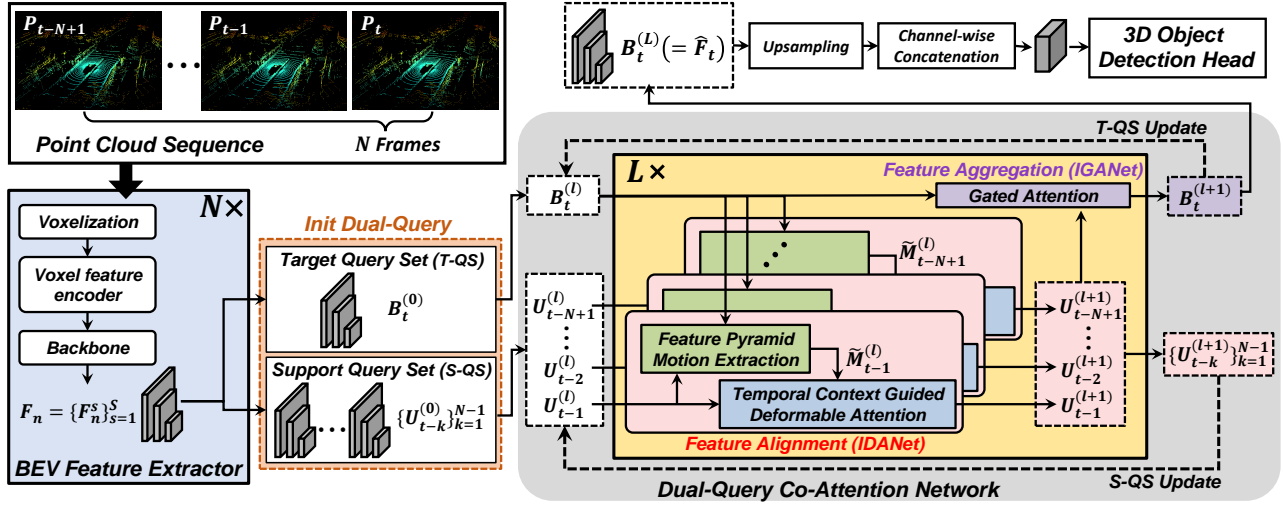 P_{t-N+1}
P_{t-1}
P_t
N Frames
Point Cloud Sequence
B_t^{(L)}(= \hat{F}_t)
Upsampling
Channel-wise
Concatenation
3D Object
Detection Head
N×
Voxelization
Voxel feature
encoder
Backbone
F_n = {F_n^s}_{s=1}^S
BEV Feature Extractor
Init Dual-Query
Target Query Set (T-QS)
B_t^{(0)}
Support Query Set (S-QS)
{U_{t-k}^{(0)}}_{k=1}^{N-1}
T-QS Update
B_t^{(l)}
L×
Feature Aggregation (IGANet)
Gated Attention
B_t^{(l+1)}
\tilde{M}_{t-N+1}^{(l)}
U_{t-N+1}^{(l)}
U_{t-2}^{(l)}
U_{t-1}^{(l)}
Feature Pyramid
Motion Extraction
\tilde{M}_{t-1}^{(l)}
Temporal Context Guided
Deformable Attention
Feature Alignment (IDANet)
U_{t-N+1}^{(l+1)}
U_{t-2}^{(l+1)}
U_{t-1}^{(l+1)}
{U_{t-k}^{(l+1)}}_{k=1}^{N-1}
S-QS Update
Dual-Query Co-Attention Network